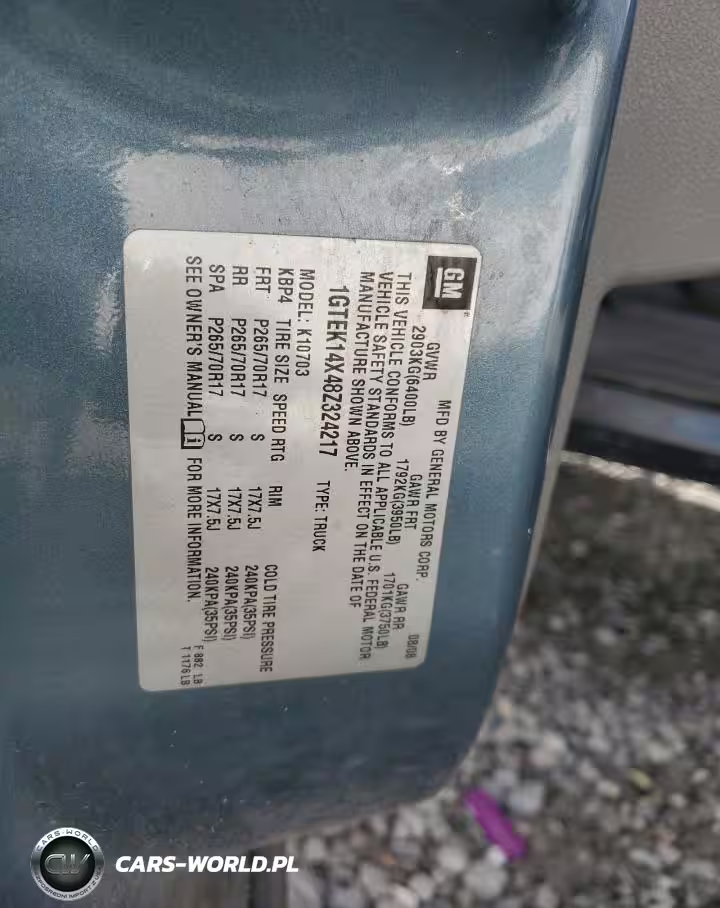 GM
MFD BY GENERAL MOTORS CORP. 08/08
GVWR GAWR FRT GAWR RR
2903KG(6400LB) 1792KG(3950LB) 1701KG(3750LB)
THIS VEHICLE CONFORMS TO ALL APPLICABLE U.S. FEDERAL MOTOR
VEHICLE SAFETY STANDARDS IN EFFECT ON THE DATE OF
MANUFACTURE SHOWN ABOVE.
1GTEK14X48Z324217 TYPE: TRUCK
MODEL: K10703
KBP4 TIRE SIZE SPEED RTG RIM COLD TIRE PRESSURE
FRT P265/70R17 S 17X7.5J 240KPA(35PSI)
RR P265/70R17 S 17X7.5J 240KPA(35PSI)
SPA P265/70R17 S 17X7.5J 240KPA(35PSI)
SEE OWNER'S MANUAL FOR MORE INFORMATION.
F 882 LB
T 1176 LB
CARS-WORLD
CW
CARS-WORLD.PL